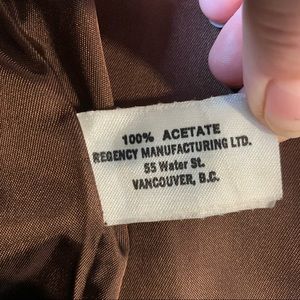 100% ACETATE
REGENCY MANUFACTURING LTD.
55 Water St.
VANCOUVER, B.C.